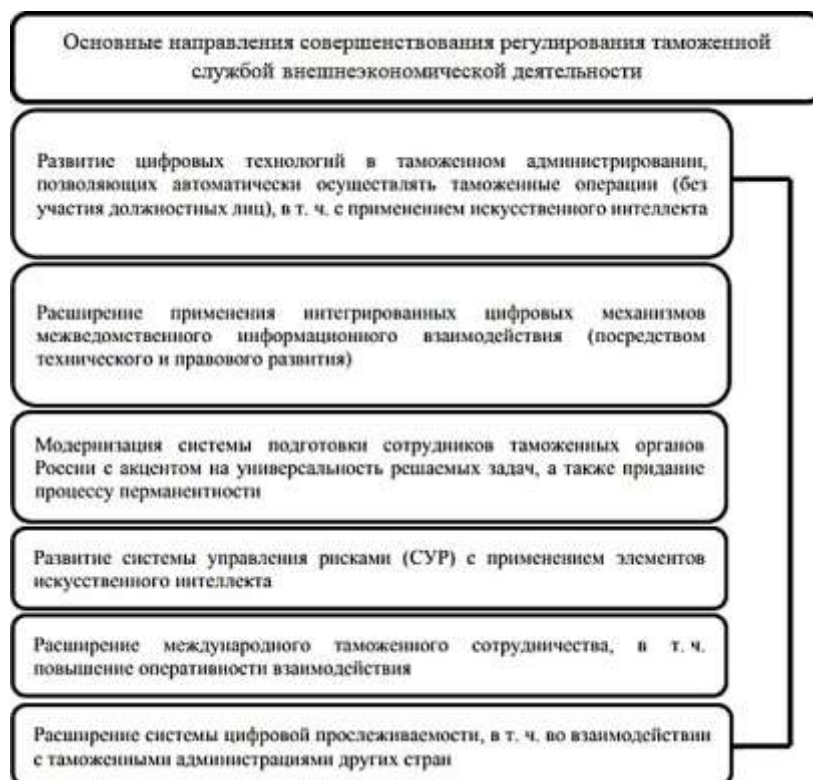 Основные направления совершенствования регулирования таможенной
службой внешнеэкономической деятельности
Развитие цифровых технологий в таможенном администрировании,
позволяющих автоматически осуществлять таможенные операции (без
участия должностных лиц), в т. ч. с применением искусственного интеллекта
Расширение применения интегрированных цифровых механизмов
межведомственного информационного взаимодействия (посредством
технического и правового развития)
Модернизация системы подготовки сотрудников таможенных органов
России с акцентом на универсальность решаемых задач, а также придание
процессу перманентности
Развитие системы управления рисками (СУР) с применением элементов
искусственного интеллекта
Расширение международного таможенного сотрудничества, в т. ч.
повышение оперативности взаимодействия
Расширение системы цифровой прослеживаемости, в т. ч. во взаимодействии
с таможенными администрациями других стран